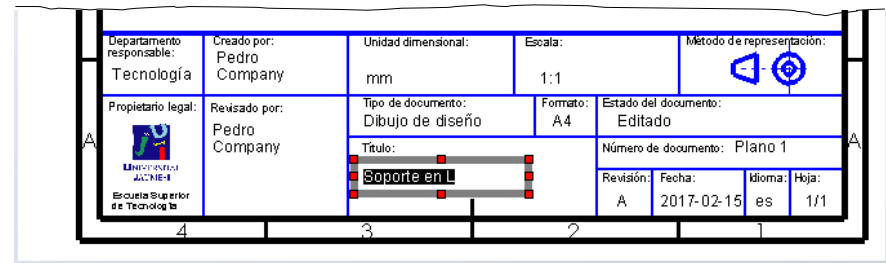 Departamento responsable:
Tecnología
Creado por:
Pedro
Company
Unidad dimensional:
mm
Escala:
1:1
Método de representación:
Propietario legal:
UNIVERSITAT
JAUME·I
Escuela Superior
de Tecnología
Revisado por:
Pedro
Company
Tipo de documento:
Dibujo de diseño
Formato:
A4
Estado del documento:
Editado
Título:
Soporte en L
Número de documento: Plano 1
Revisión:
A
Fecha:
2017-02-15
Idioma:
es
Hoja:
1/1
A
A
4
3
2
1